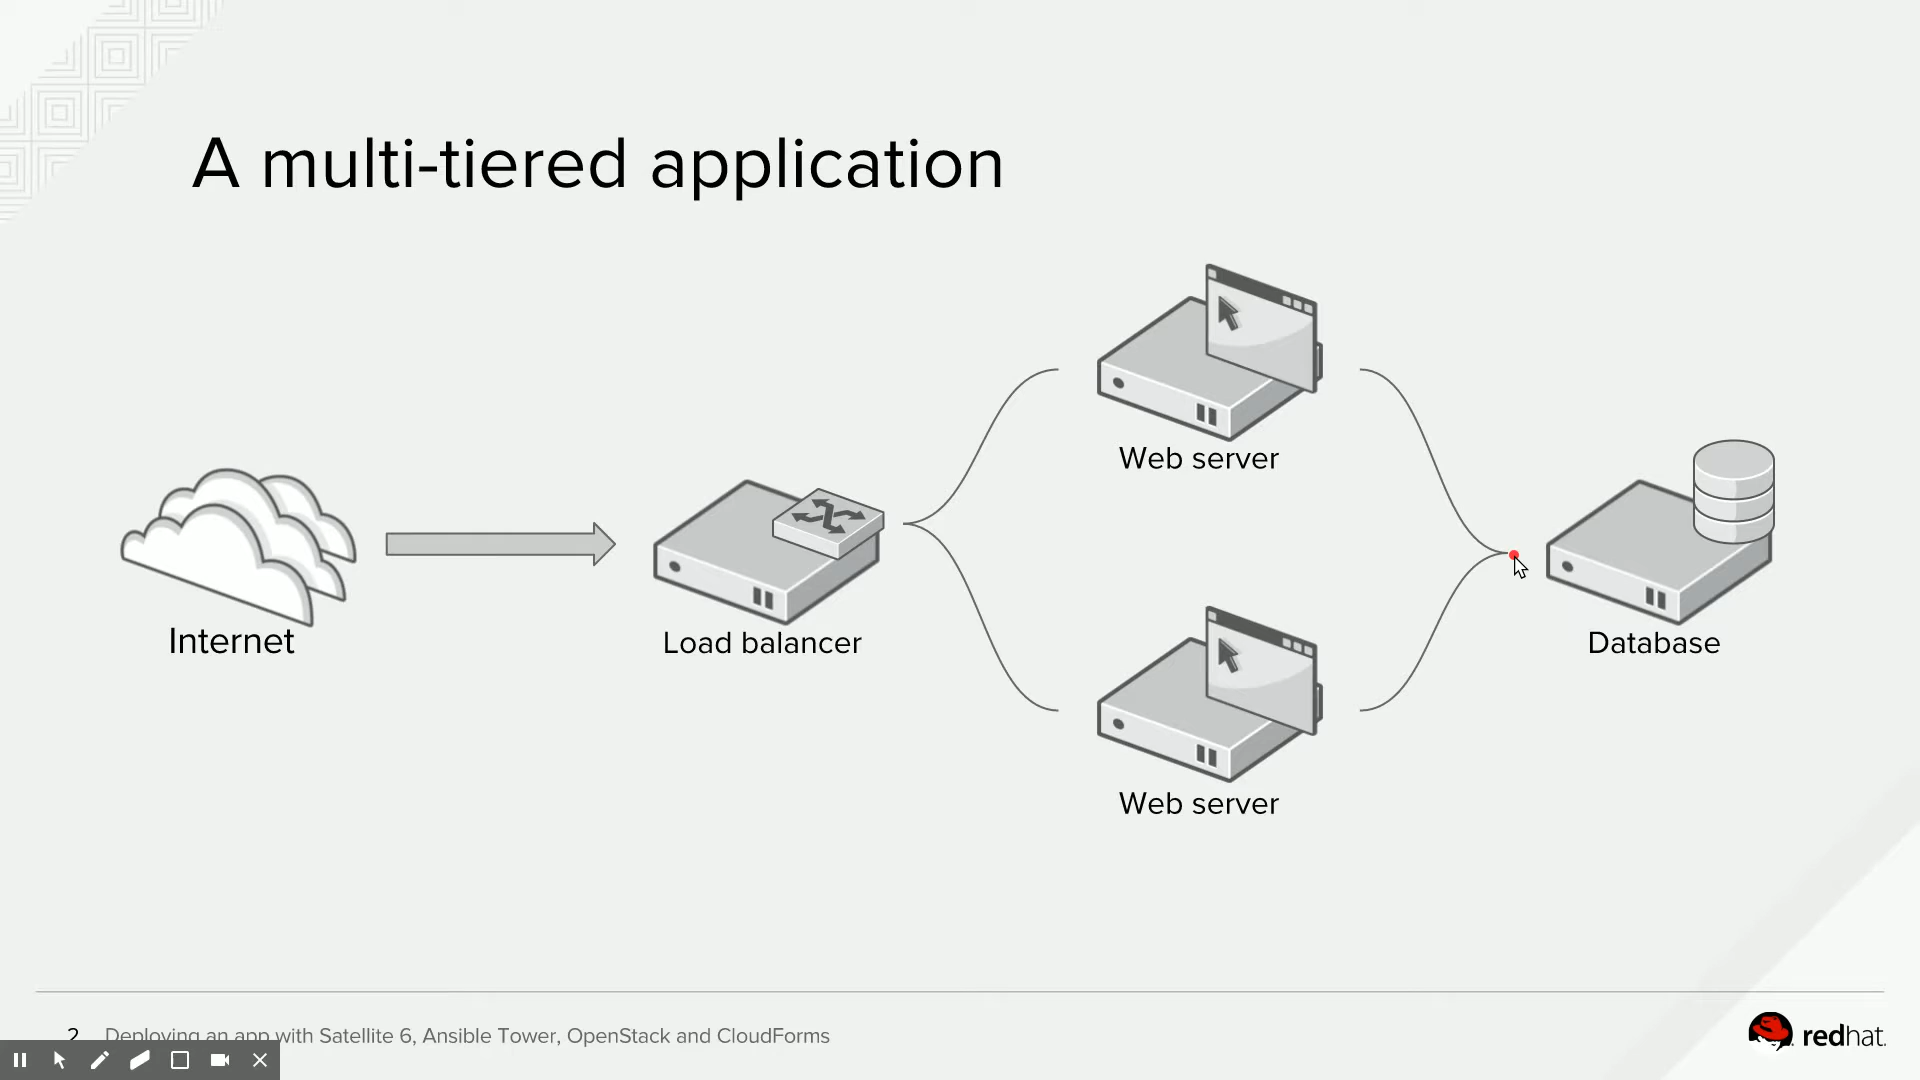 A multi-tiered application
Web server
Internet
Load balancer
Database
Web server
2 Deploying an app with Satellite 6, Ansible Tower, OpenStack and CloudForms
redhat.